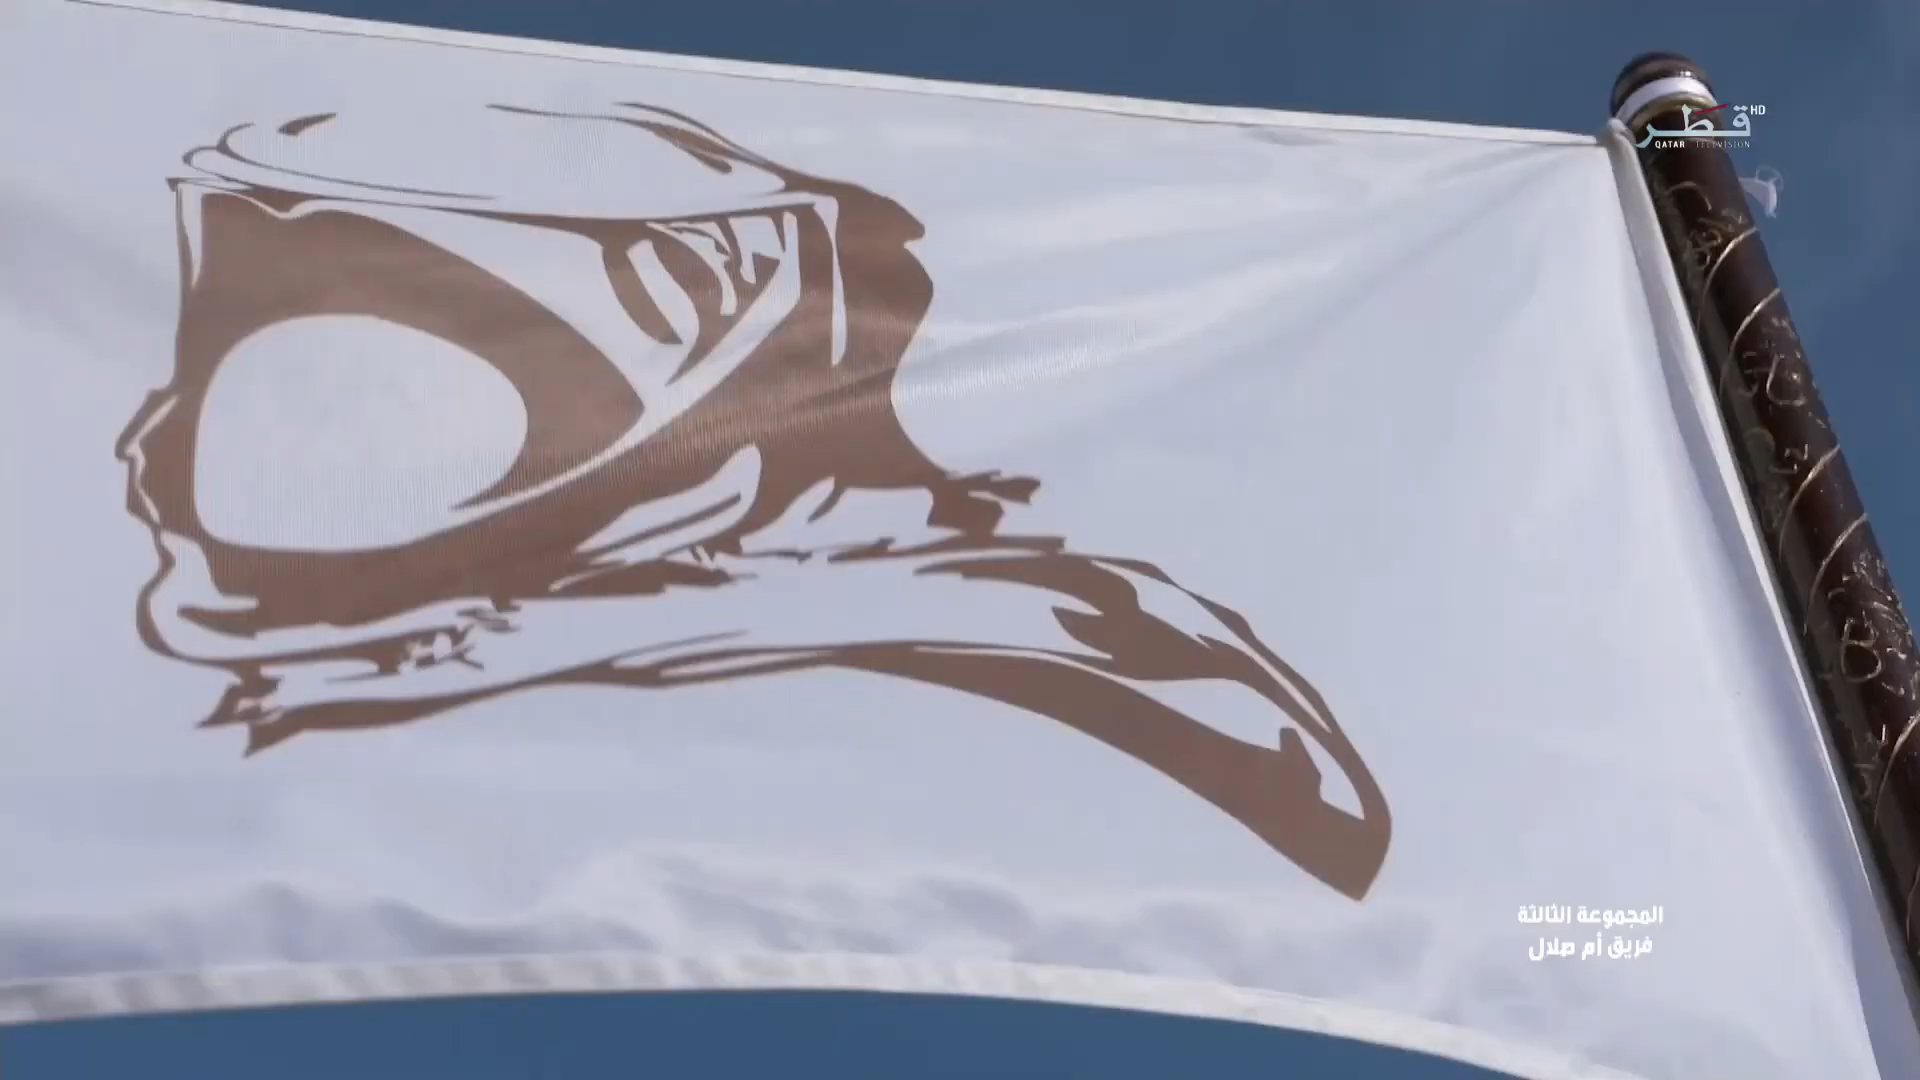 قطر HD
QATAR TELEVISION
المجموعة الثالثة
فريق أم صلال